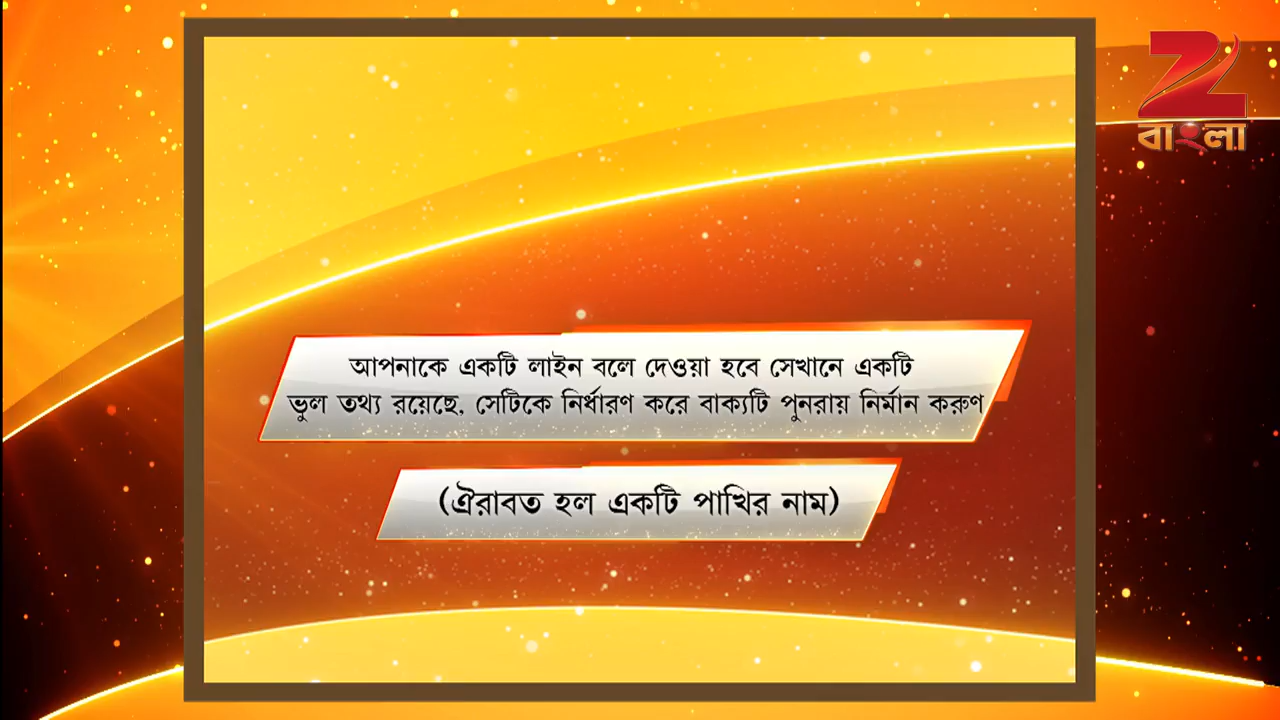 Z
বাংলা
আপনাকে একটি লাইন বলে দেওয়া হবে সেখানে একটি
ভুল তথ্য রয়েছে, সেটিকে নির্ধারণ করে বাক্যটি পুনরায় নির্মান করুণ
(ঐরাবত হল একটি পাখির নাম)